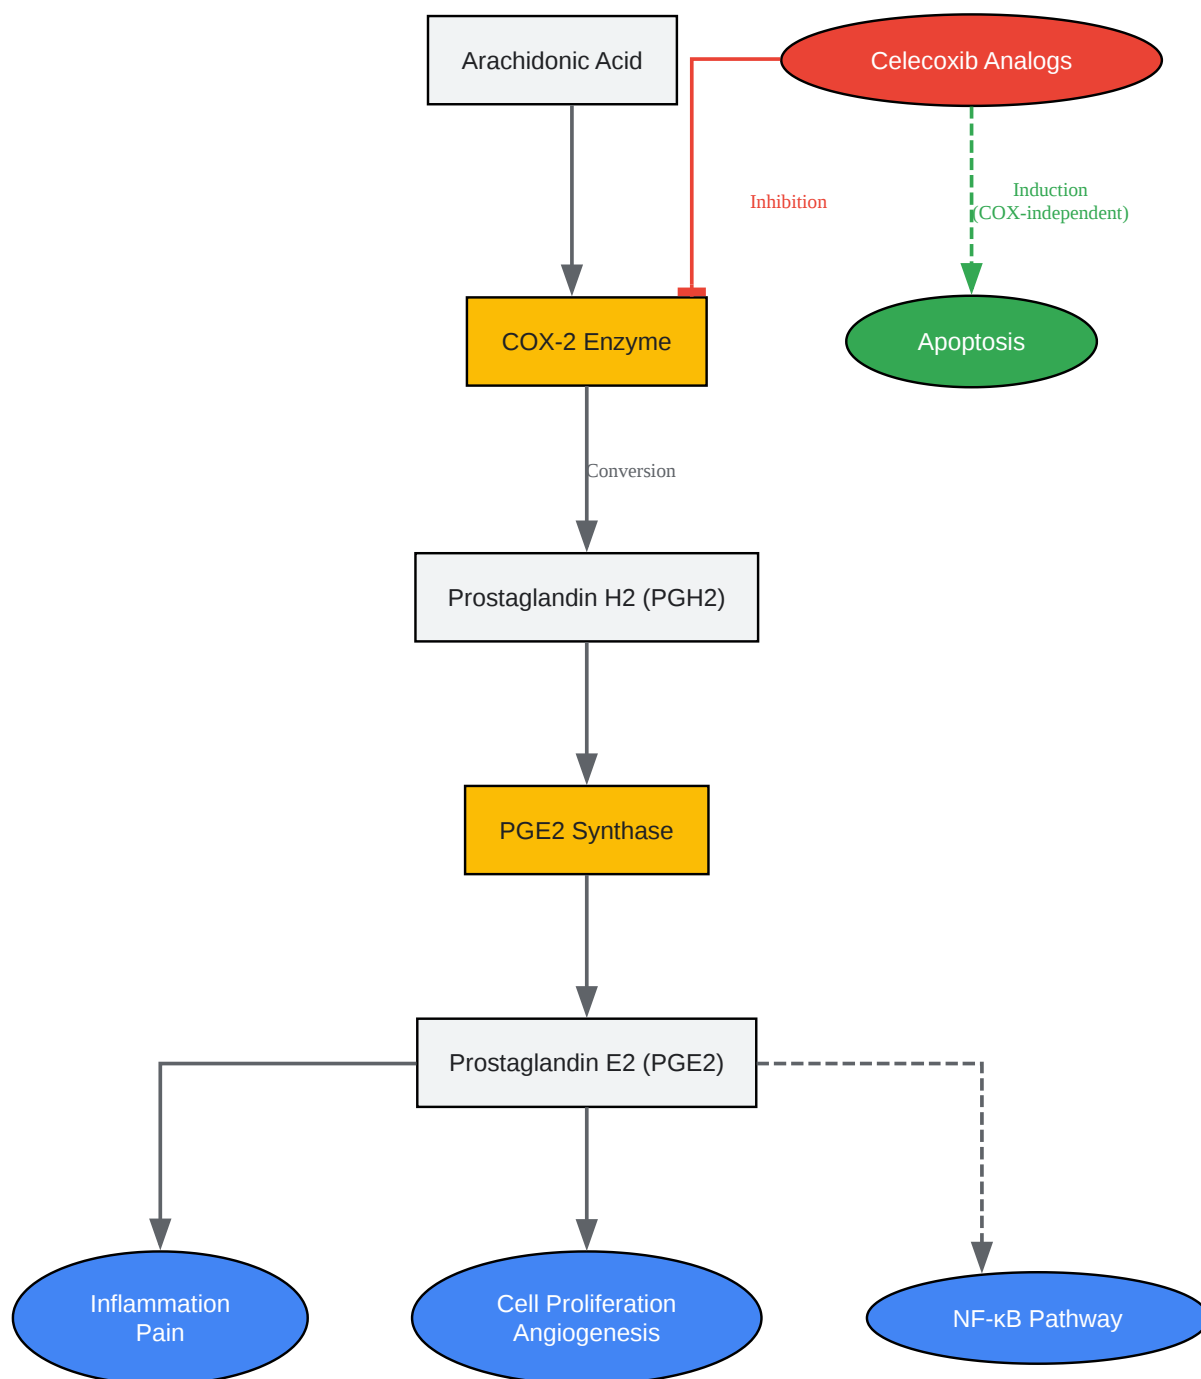 Arachidonic Acid
Celecoxib Analogs
Inhibition
Induction
(COX-independent)
COX-2 Enzyme
Apoptosis
Conversion
Prostaglandin H2 (PGH2)
PGE2 Synthase
Prostaglandin E2 (PGE2)
Inflammation
Pain
Cell Proliferation
Angiogenesis
NF-κB Pathway